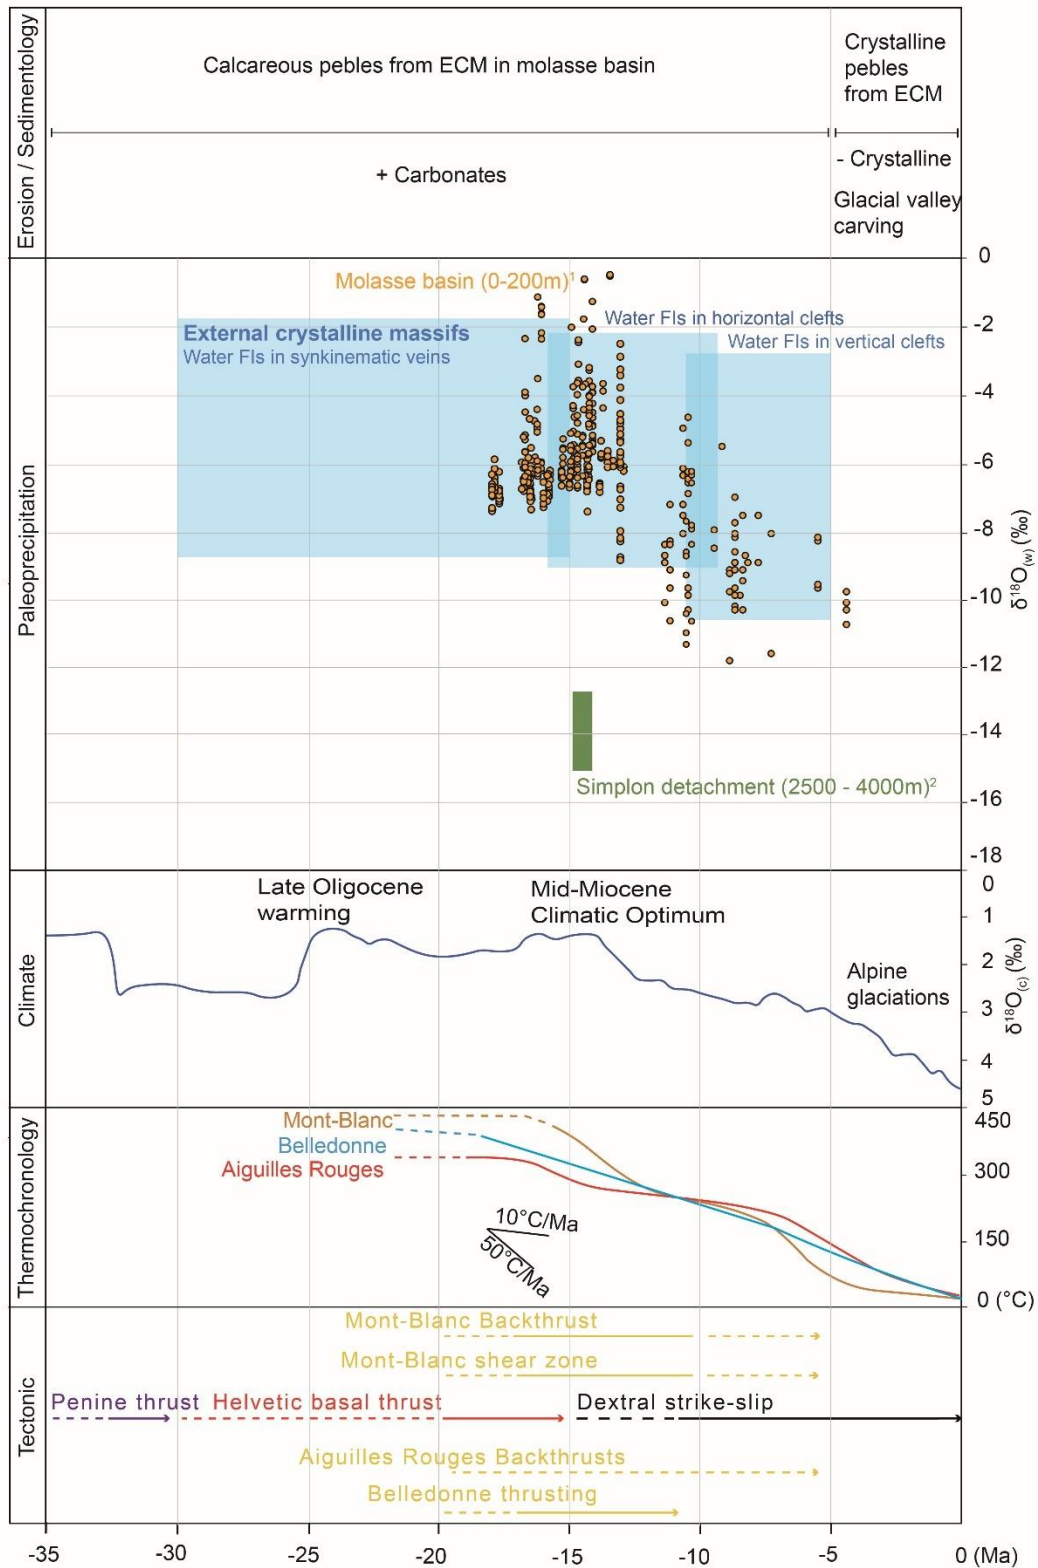 Erosion / Sedimentology
Calcareous pebles from ECM in molasse basin
Crystalline
pebles
from ECM
+ Carbonates
- Crystalline
Glacial valley
carving
Paleoprecipitation
Molasse basin (0-200m)¹
External crystalline massifs
Water FIs in synkinematic veins
Water FIs in horizontal clefts
Water FIs in vertical clefts
Simplon detachment (2500 - 4000m)²
0
-2
-4
-6
-8
-10
-12
-14
-16
-18
δ¹⁸O(w) (‰)
Climate
Late Oligocene
warming
Mid-Miocene
Climatic Optimum
Alpine
glaciations
0
1
2
3
4
5
δ¹⁸O(c) (‰)
Thermochronology
Mont-Blanc
Belledonne
Aiguilles Rouges
10°C/Ma
50°C/Ma
450
300
150
0 (°C)
Tectonic
Mont-Blanc Backthrust
Mont-Blanc shear zone
Penine thrust
Helvetic basal thrust
Dextral strike-slip
Aiguilles Rouges Backthrusts
Belledonne thrusting
-35 -30 -25 -20 -15 -10 -5 0 (Ma)